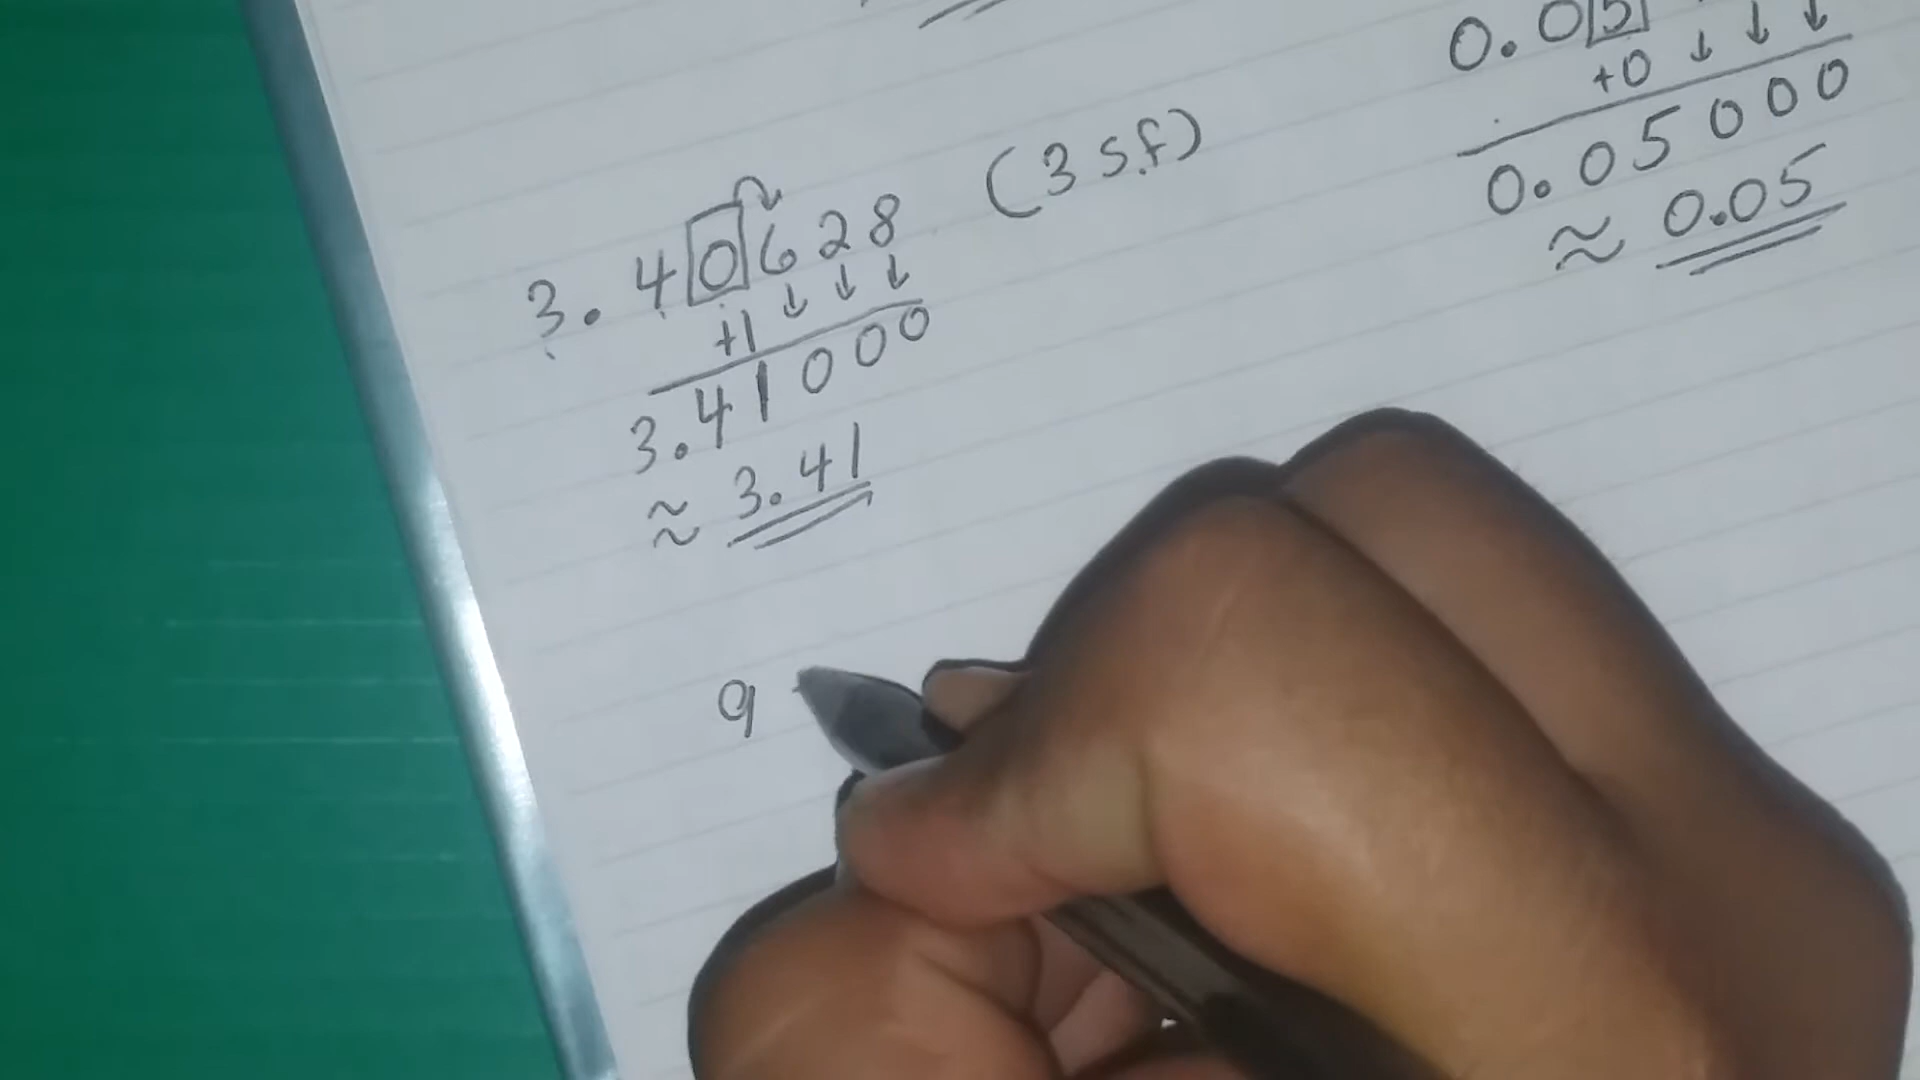 3.40628 (3 s.f)
+1 ↓ ↓ ↓
3.41000
≈ 3.41
9
0.05
+0 ↓ ↓ ↓
0.05000
≈ 0.05